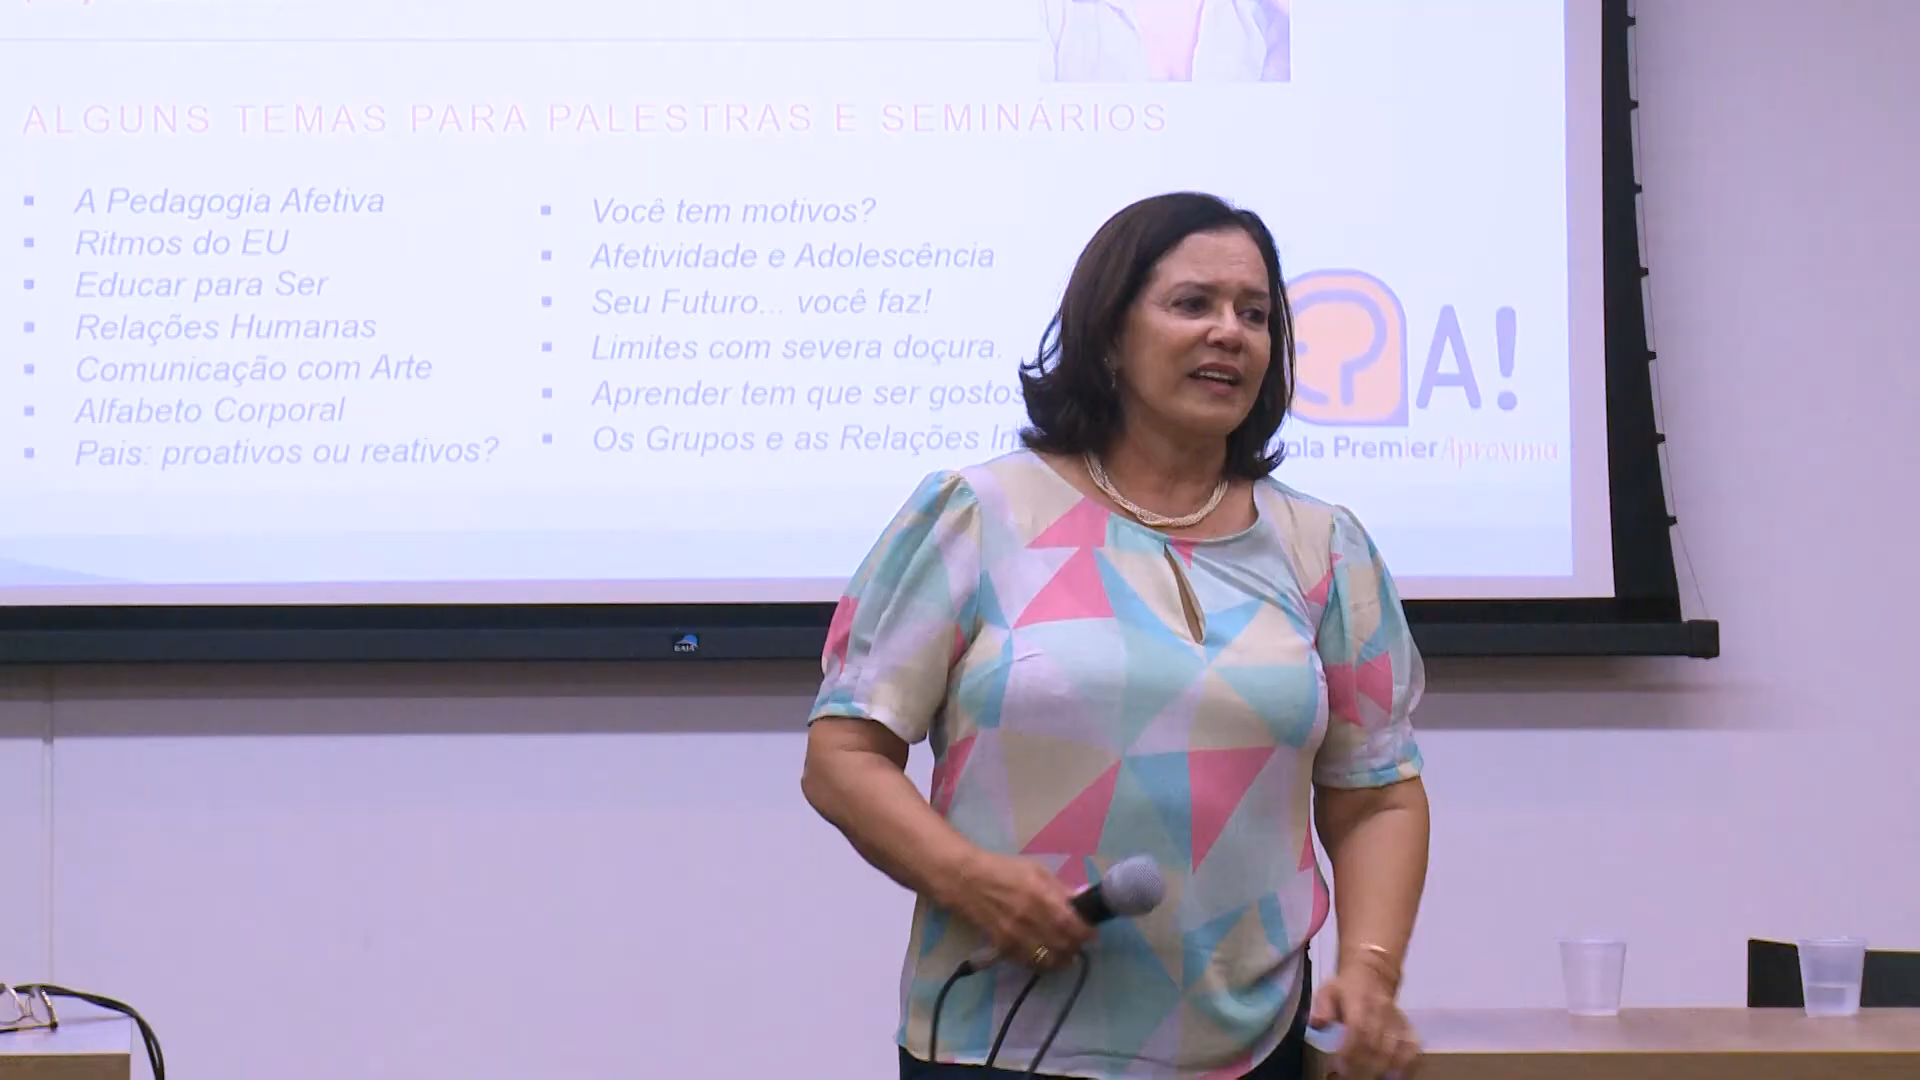 ALGUNS TEMAS PARA PALESTRAS E SEMINÁRIOS
A Pedagogia Afetiva
Ritmos do EU
Educar para Ser
Relações Humanas
Comunicação com Arte
Alfabeto Corporal
Pais: proativos ou reativos?
Você tem motivos?
Afetividade e Adolescência
Seu Futuro... você faz!
Limites com severa doçura.
Aprender tem que ser gostos
Os Grupos e as Relações In
A!
ola Premier Aproxima
GAIA